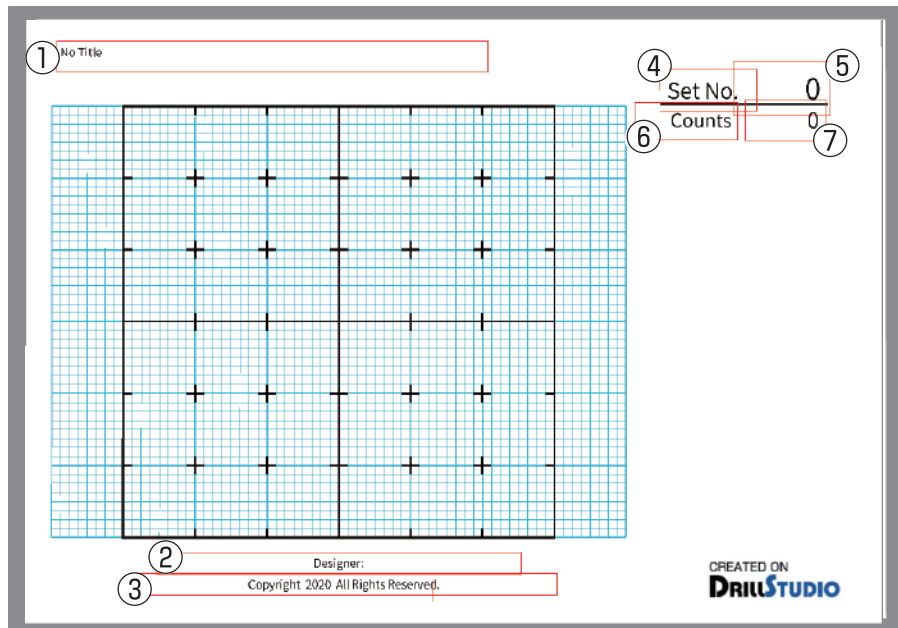 ① No Title
④ ⑤
Set No. 0
Counts 0
⑥ ⑦
② Designer:
③ Copyright 2020 All Rights Reserved.
CREATED ON
DRILLSTUDIO